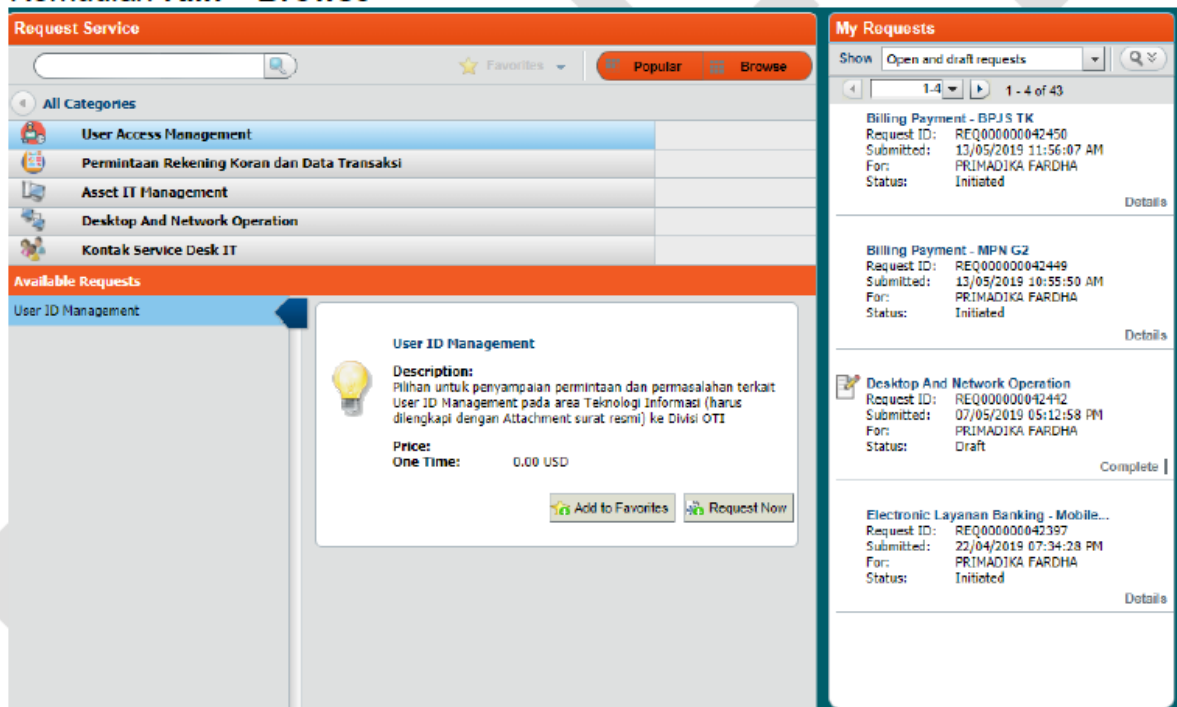 Request Service
Favorites
Popular
Browse
All Categories
User Access Management
Permintaan Rekening Koran dan Data Transaksi
Asset IT Management
Desktop And Network Operation
Kontak Service Desk IT
Available Requests
User ID Management
User ID Management
Description:
Pilihan untuk penyampaian permintaan dan permasalahan terkait
User ID Management pada area Teknologi Informasi (harus
dilengkapi dengan Attachment surat resmi) ke Divisi OTI
Price:
One Time: 0.00 USD
Add to Favorites
Request Now
My Requests
Show Open and draft requests
1-4 1 - 4 of 43
Billing Payment - BPJS TK
Request ID: REQ000000042450
Submitted: 13/05/2019 11:56:07 AM
For: PRIMADIKA FARDHA
Status: Initiated
Details
Billing Payment - MPN G2
Request ID: REQ000000042449
Submitted: 13/05/2019 10:55:50 AM
For: PRIMADIKA FARDHA
Status: Initiated
Details
Desktop And Network Operation
Request ID: REQ000000042442
Submitted: 07/05/2019 05:12:58 PM
For: PRIMADIKA FARDHA
Status: Draft
Complete |
Electronic Layanan Banking - Mobile...
Request ID: REQ000000042397
Submitted: 22/04/2019 07:34:28 PM
For: PRIMADIKA FARDHA
Status: Initiated
Details